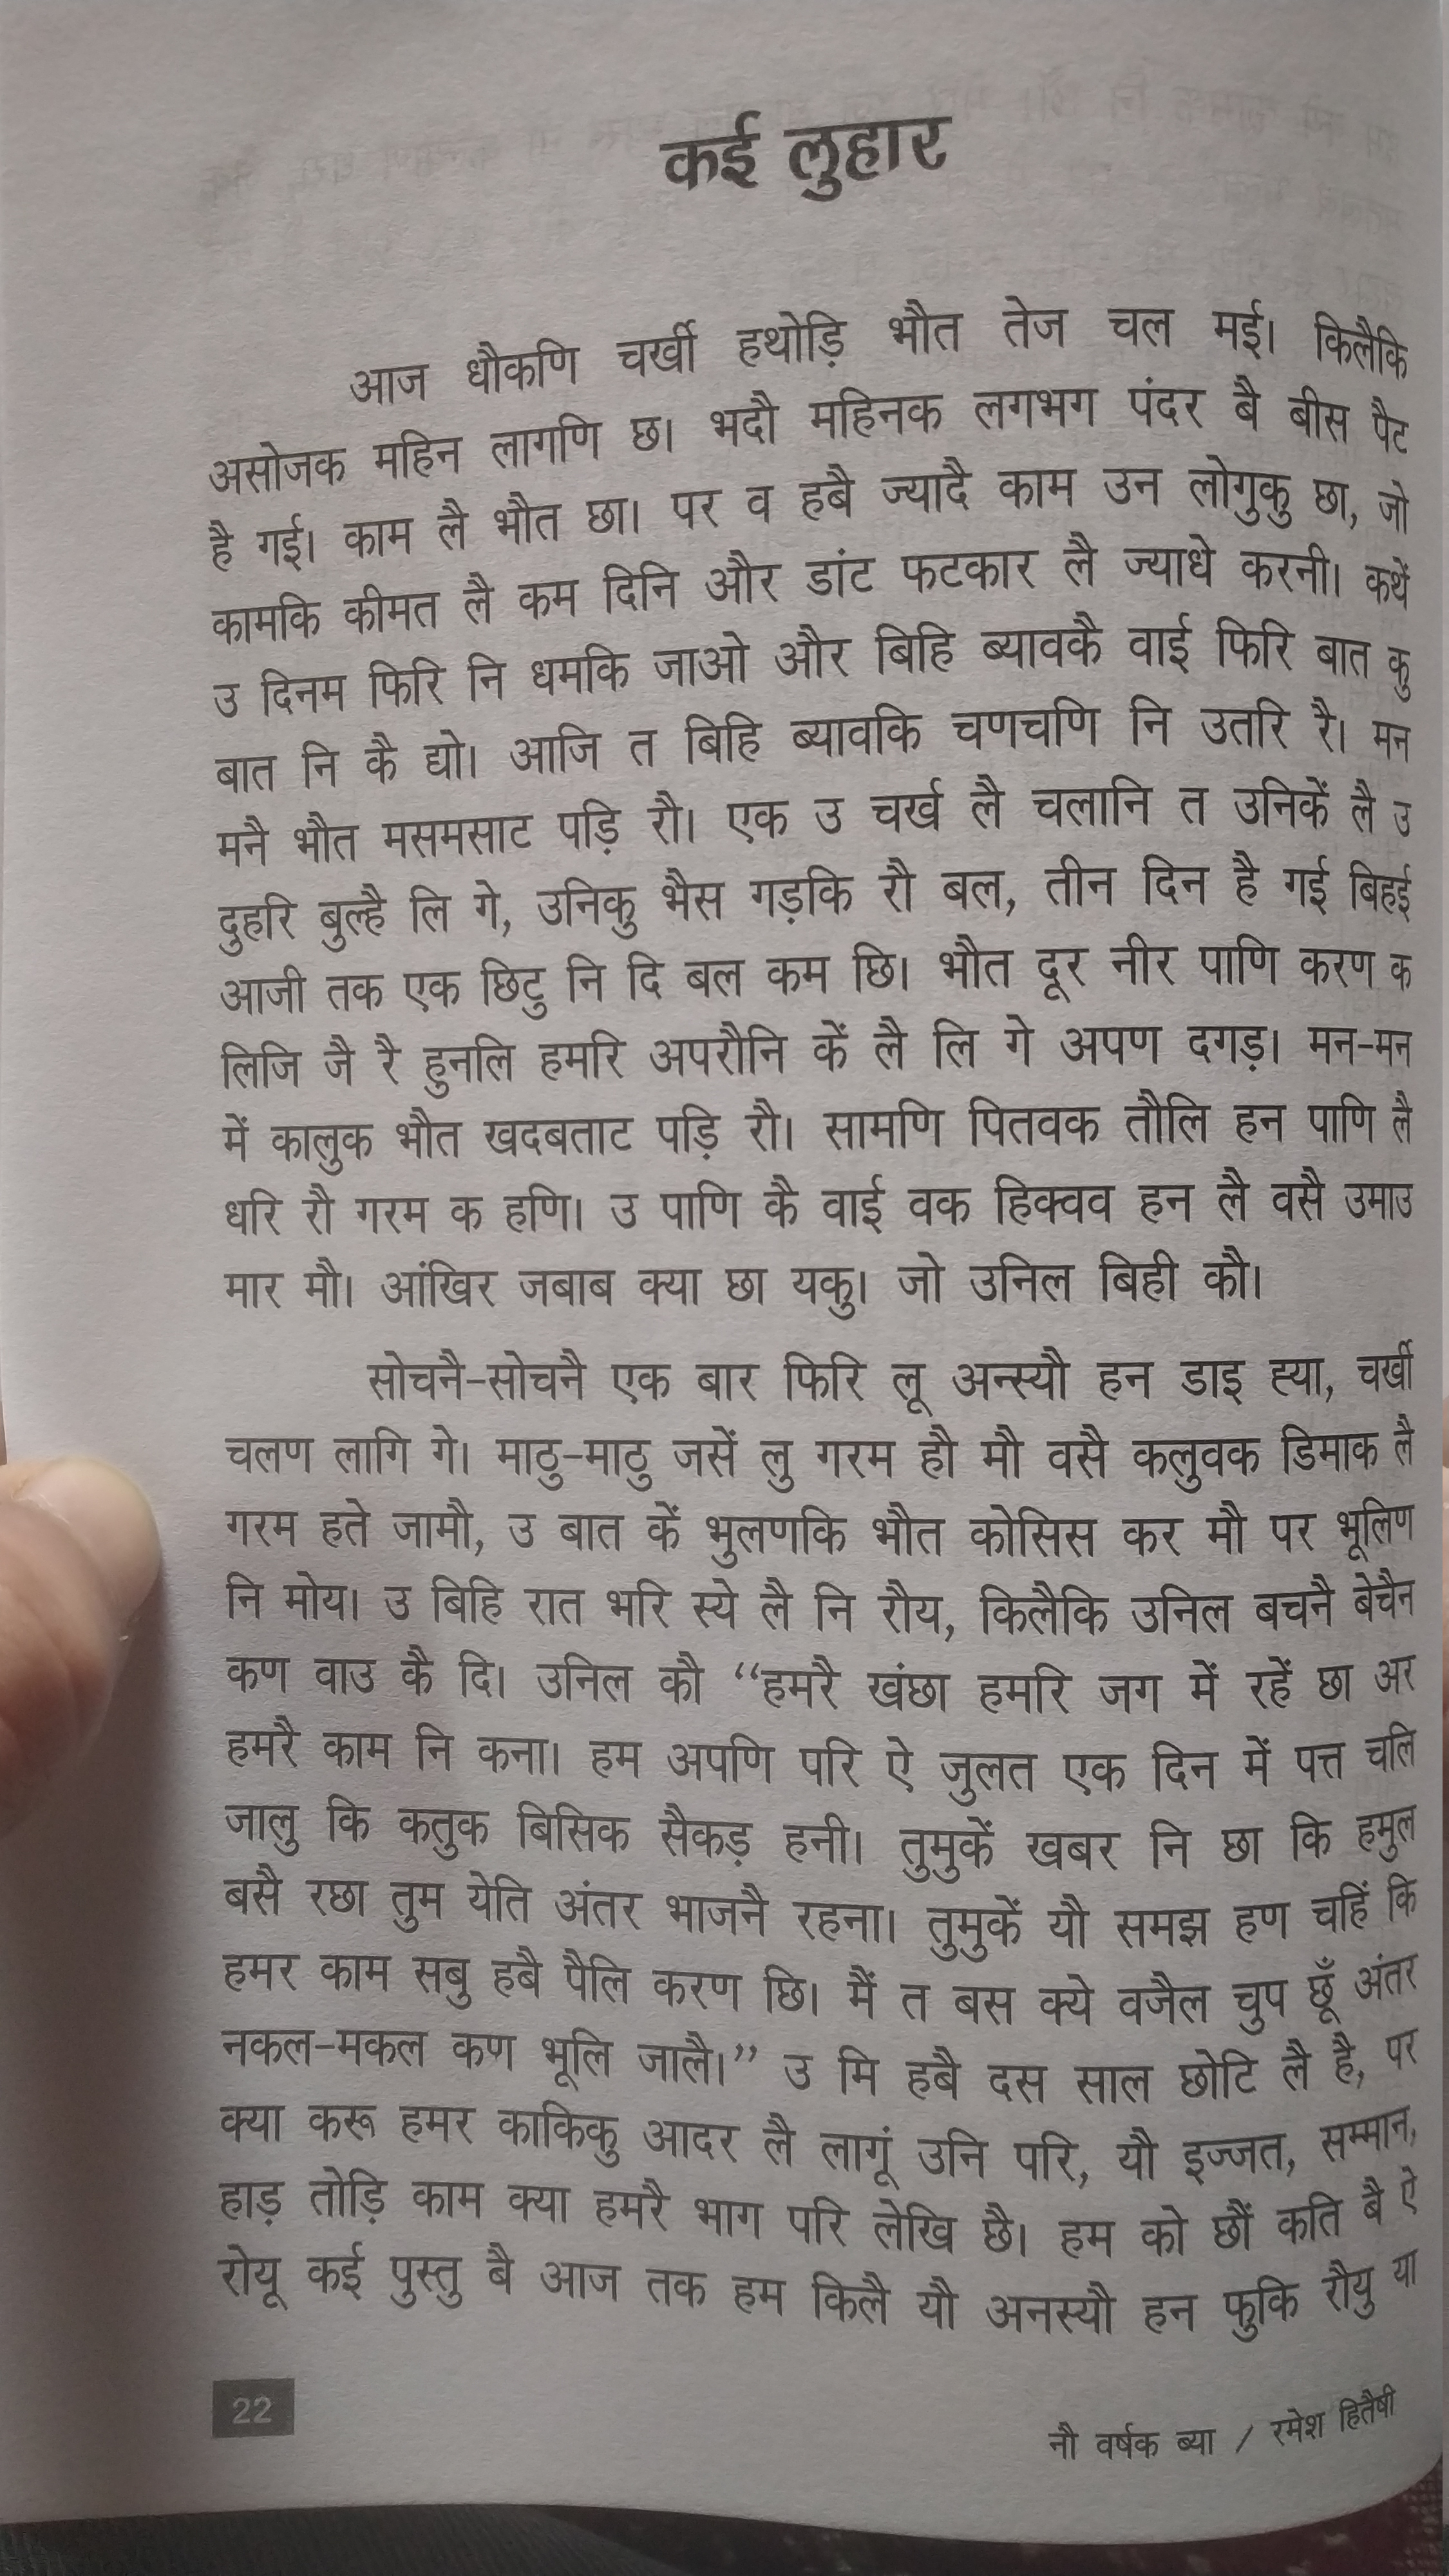 कई लुहार
आज धौकणि चर्खी हथोड़ि भौत तेज चल मई। किलैकि
असोजक महिन लागणि छ। भदौ महिनक लगभग पंदर बै बीस पैट
है गई। काम लै भौत छा। पर व हबै ज्यादै काम उन लोगुकु छा, जो
कामकि कीमत लै कम दिनि और डांट फटकार लै ज्याधे करनी। कथें
उ दिनम फिरि नि धमकि जाओ और बिहि ब्यावकै वाई फिरि बात कु
बात नि कै द्यो। आजि त बिहि ब्यावकि चणचणि नि उतरि रै। मन
मनै भौत मसमसाट पड़ि रौ। एक उ चर्ख लै चलानि त उनिकें लै उ
दुहरि बुल्है लि गे, उनिकु भैस गड़कि रौ बल, तीन दिन है गई बिहई
आजी तक एक छिटु नि दि बल कम छि। भौत दूर नीर पाणि करण क
लिजि जै रै हुनलि हमरि अपरौनि कें लै लि गे अपण दगड़। मन-मन
में कालुक भौत खदबताट पड़ि रौ। सामणि पितवक तौलि हन पाणि लै
धरि रौ गरम क हणि। उ पाणि कै वाई वक हिक्वव हन लै वसै उमाउ
मार मौ। आंखिर जबाब क्या छा यकु। जो उनिल बिही कौ।
सोचनै-सोचनै एक बार फिरि लू अन्स्यौ हन डाइ ह्या, चर्खी
चलण लागि गे। माठु-माठु जसें लु गरम हौ मौ वसै कलुवक डिमाक लै
गरम हते जामौ, उ बात कें भुलणकि भौत कोसिस कर मौ पर भूलिण
नि मोय। उ बिहि रात भरि स्ये लै नि रौय, किलैकि उनिल बचनै बेचैन
कण वाउ कै दि। उनिल कौ “हमरै खंछा हमरि जग में रहें छा अर
हमरै काम नि कना। हम अपणि परि ऐ जुलत एक दिन में पत्त चलि
जालु कि कतुक बिसिक सैकड़ हनी। तुमुकें खबर नि छा कि हमुल
बसै रछा तुम येति अंतर भाजनै रहना। तुमुकें यौ समझ हण चहिं कि
हमर काम सबु हबै पैलि करण छि। मैं त बस क्ये वजैल चुप छूँ अंतर
नकल-मकल कण भूलि जालै।” उ मि हबै दस साल छोटि लै है, पर
क्या करू हमर काकिकु आदर लै लागूं उनि परि, यौ इज्जत, सम्मान,
हाड़ तोड़ि काम क्या हमरै भाग परि लेखि छै। हम को छौं कति बै ऐ
रोयू कई पुस्तु बै आज तक हम किलै यौ अनस्यौ हन फुकि रौयु या
22
नौ वर्षक ब्या / रमेश हितैषी